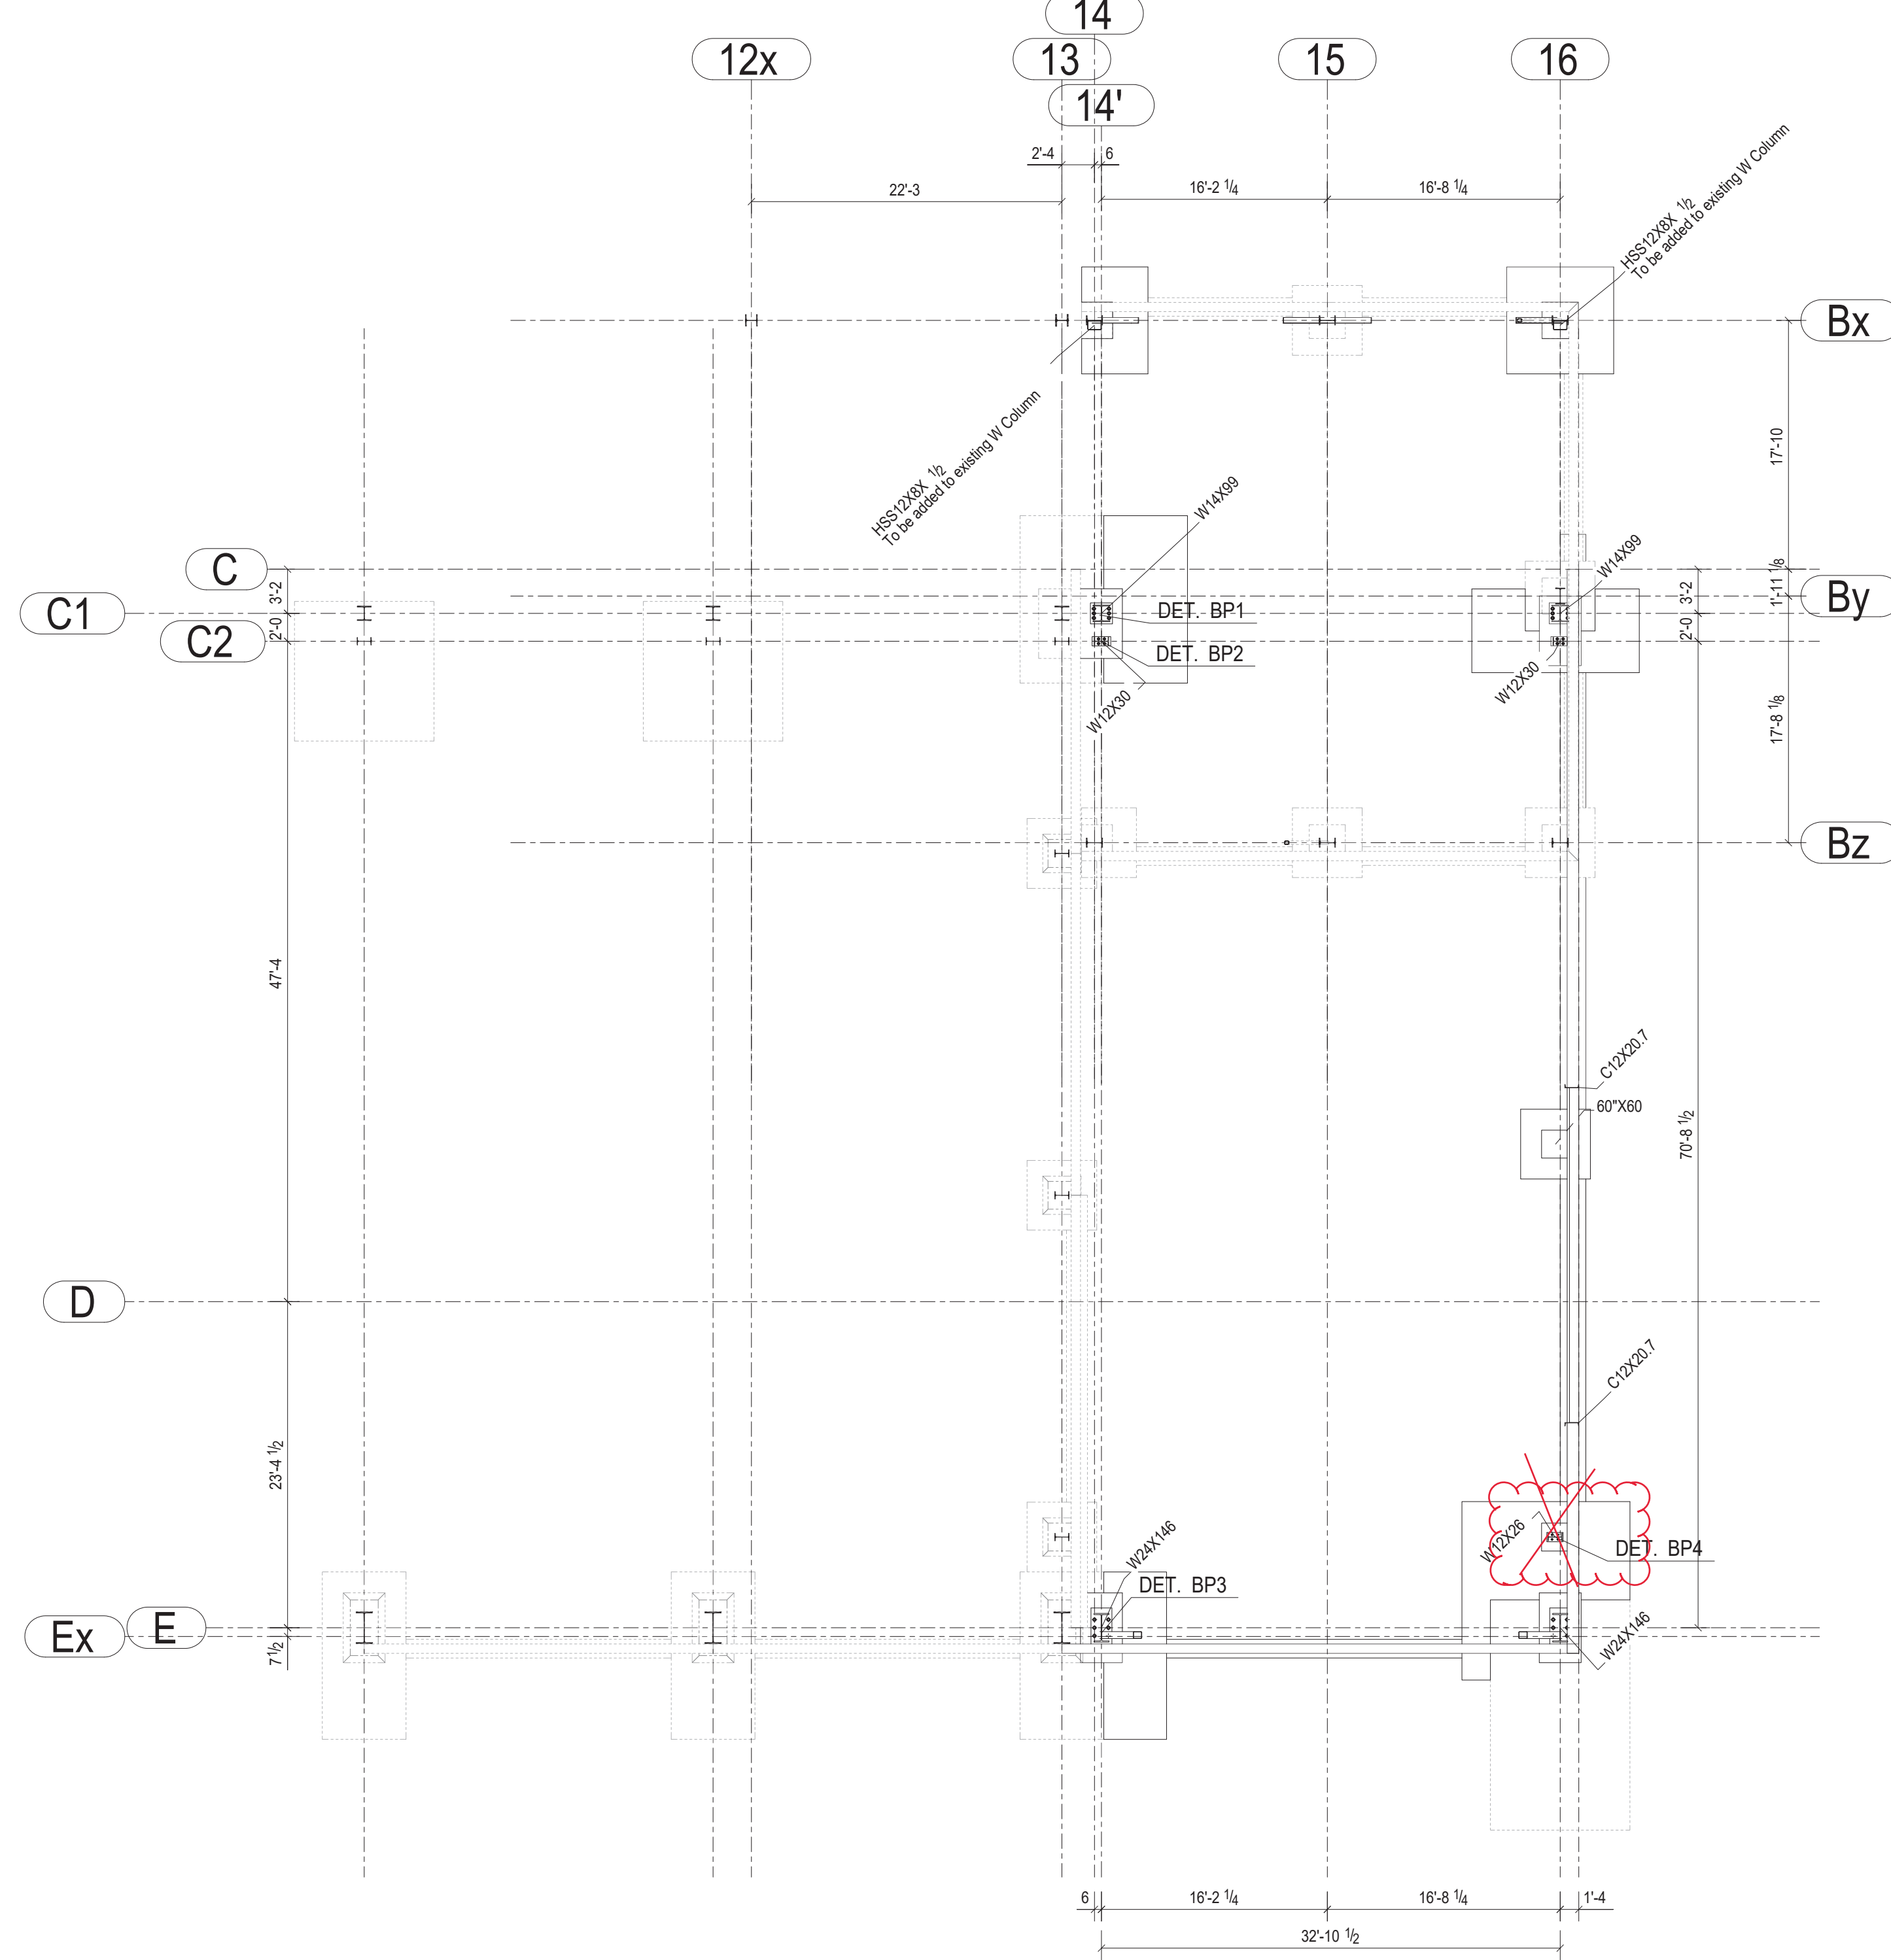 14
12x
13
15
16
14'
2'-4
6
22'-3
16'-2 1/4
16'-8 1/4
HSS12X8X 1/2
To be added to existing W Column
Bx
17'-10
HSS12X8X 1/2
To be added to existing W Column
W14X99
W14X99
C
3'-2
3'-2
1'-11 1/8
C1
By
DET. BP1
2'-0
2'-0
C2
DET. BP2
W12X30
W12X30
17'-8 1/8
Bz
47'-4
C12X20.7
60"X60
70'-8 1/2
D
C12X20.7
23'-4 1/2
W24X146
W12X26
DET. BP4
DET. BP3
E
Ex
7 1/2
W24X146
6
16'-2 1/4
16'-8 1/4
1'-4
32'-10 1/2